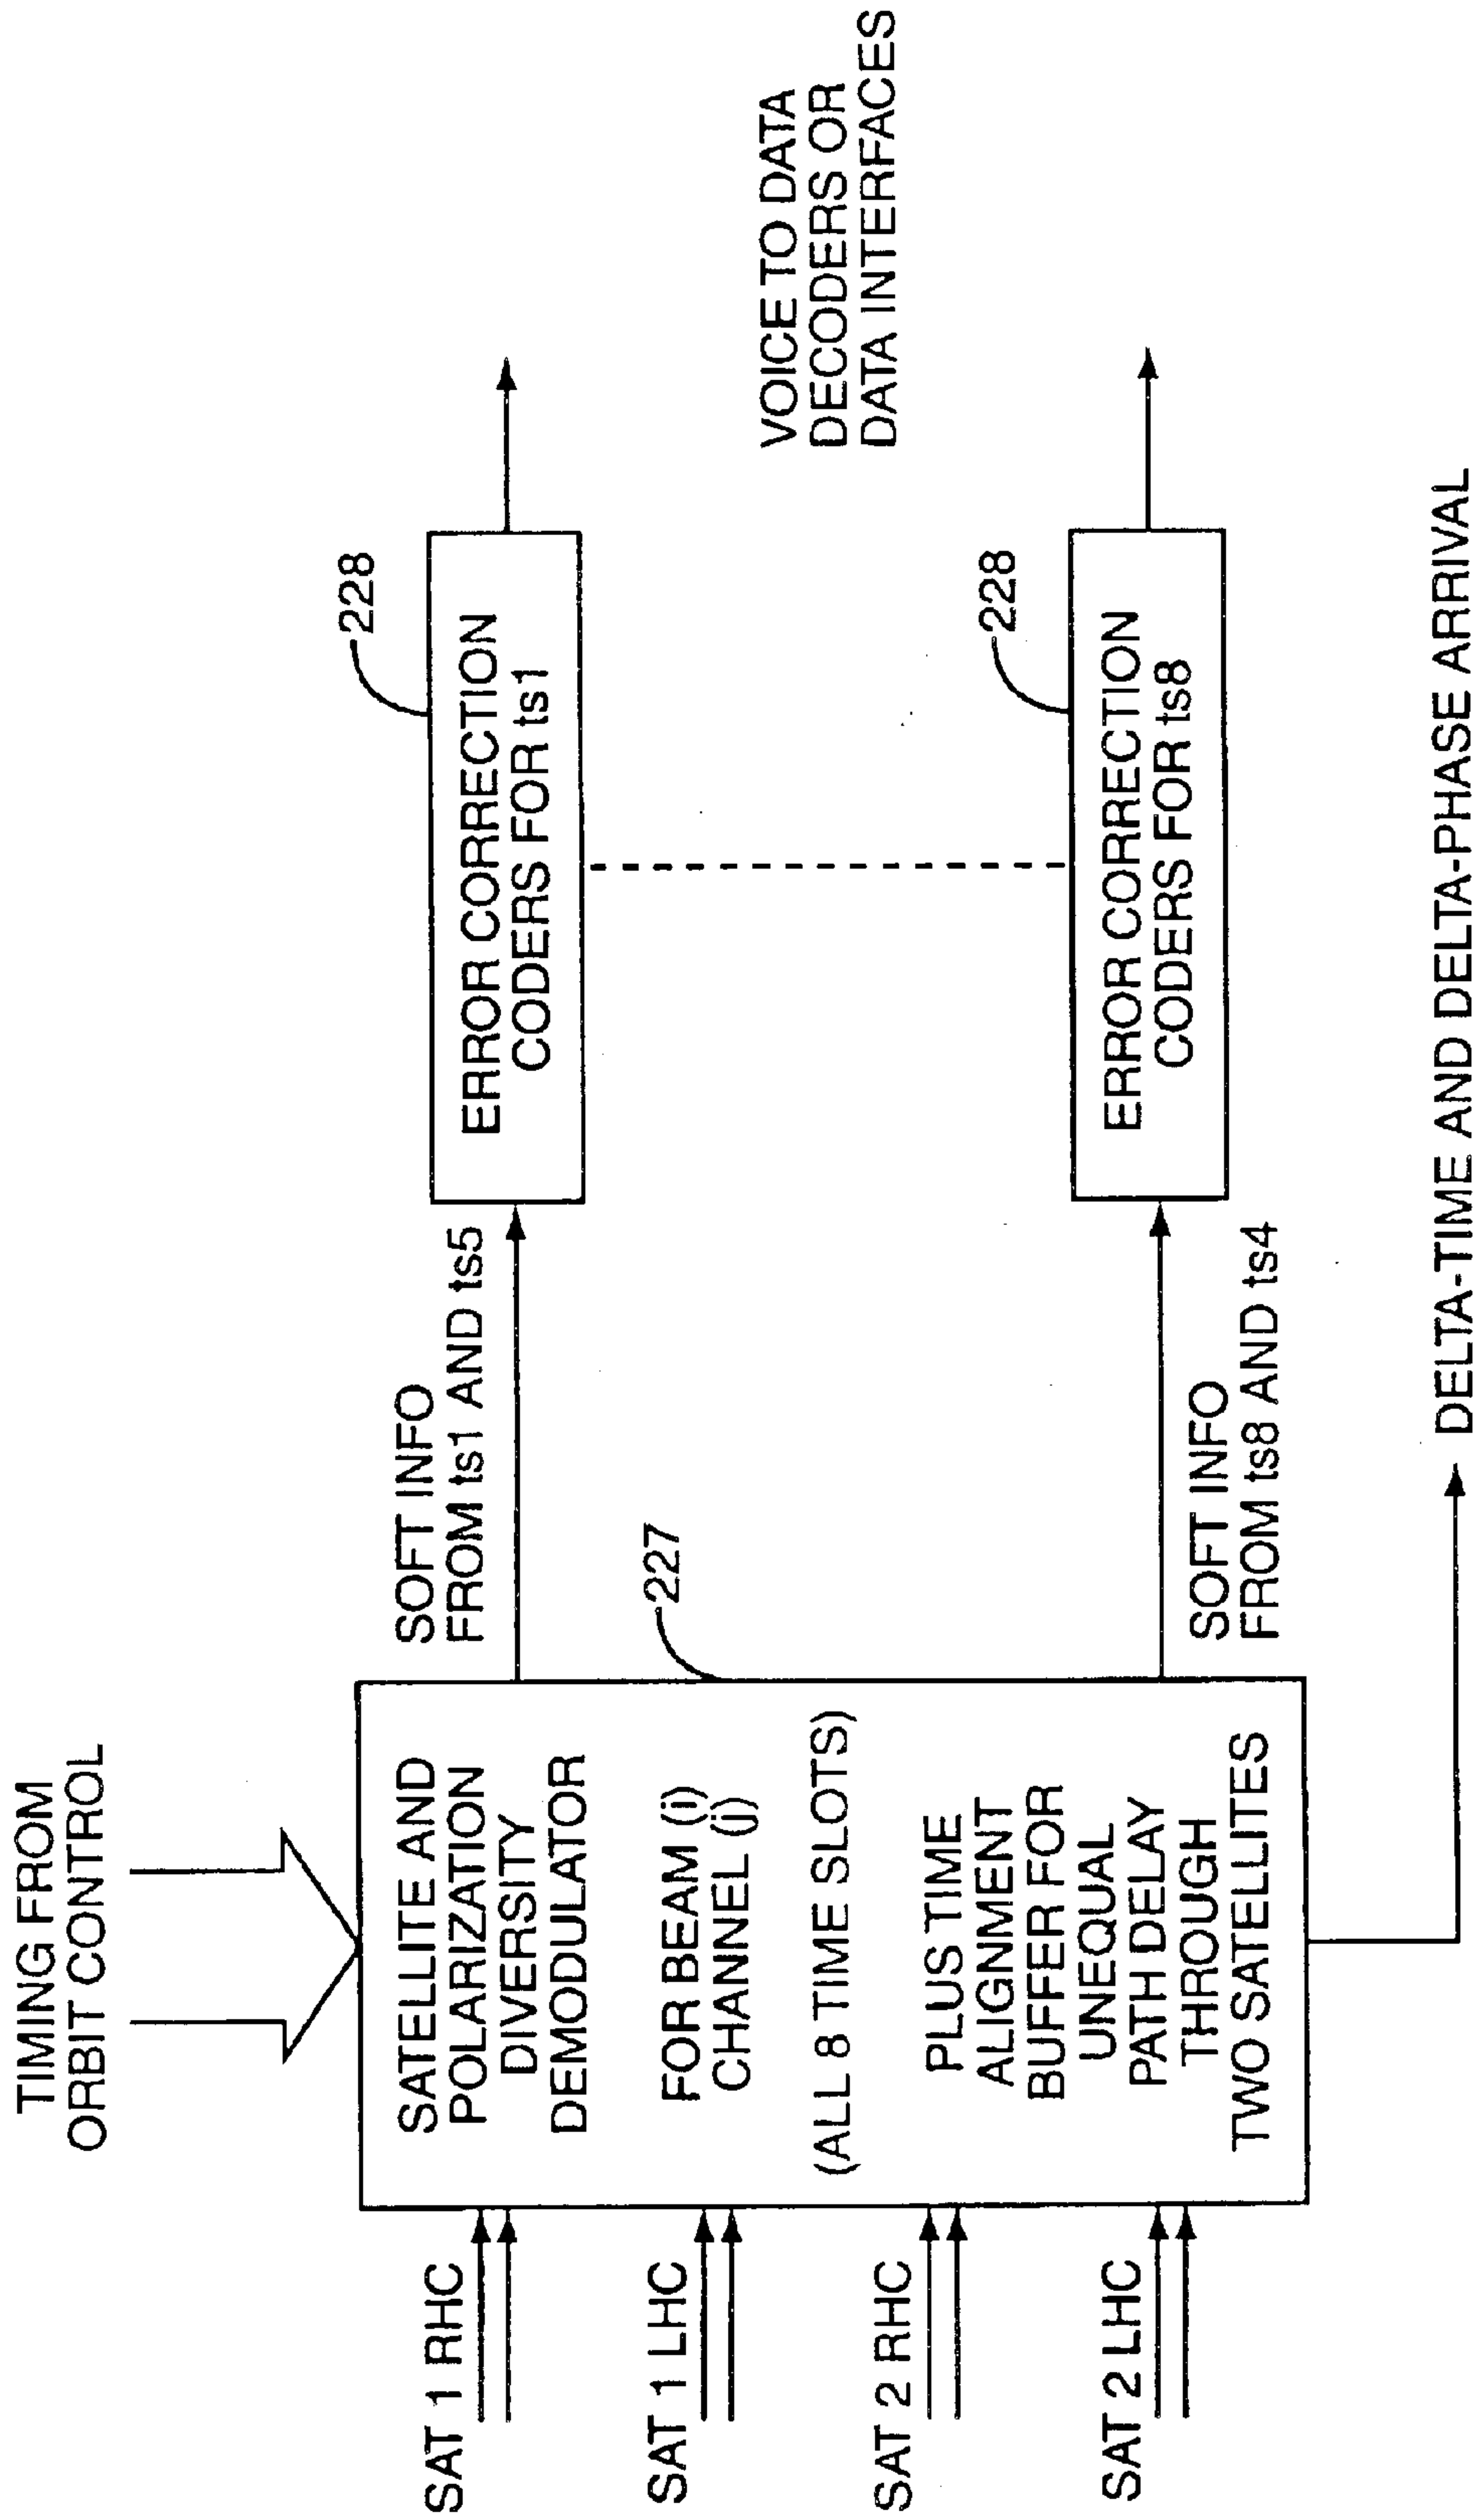 TIMING FROM
ORBIT CONTROL
SAT 1 RHC
SAT 1 LHC
SAT 2 RHC
SAT 2 LHC
SATELLITE AND
POLARIZATION
DIVERSITY
DEMODULATOR
FOR BEAM (i)
CHANNEL (j)
(ALL 8 TIME SLOTS)
PLUS TIME
ALIGNMENT
BUFFER FOR
UNEQUAL
PATH DELAY
THROUGH
TWO SATELLITES
227
SOFT INFO
FROM ts1 AND ts5
SOFT INFO
FROM ts8 AND ts4
228
ERROR CORRECTION
CODERS FOR ts1
228
ERROR CORRECTION
CODERS FOR ts8
VOICE TO DATA
DECODERS OR
DATA INTERFACES
DELTA-TIME AND DELTA-PHASE ARRIVAL